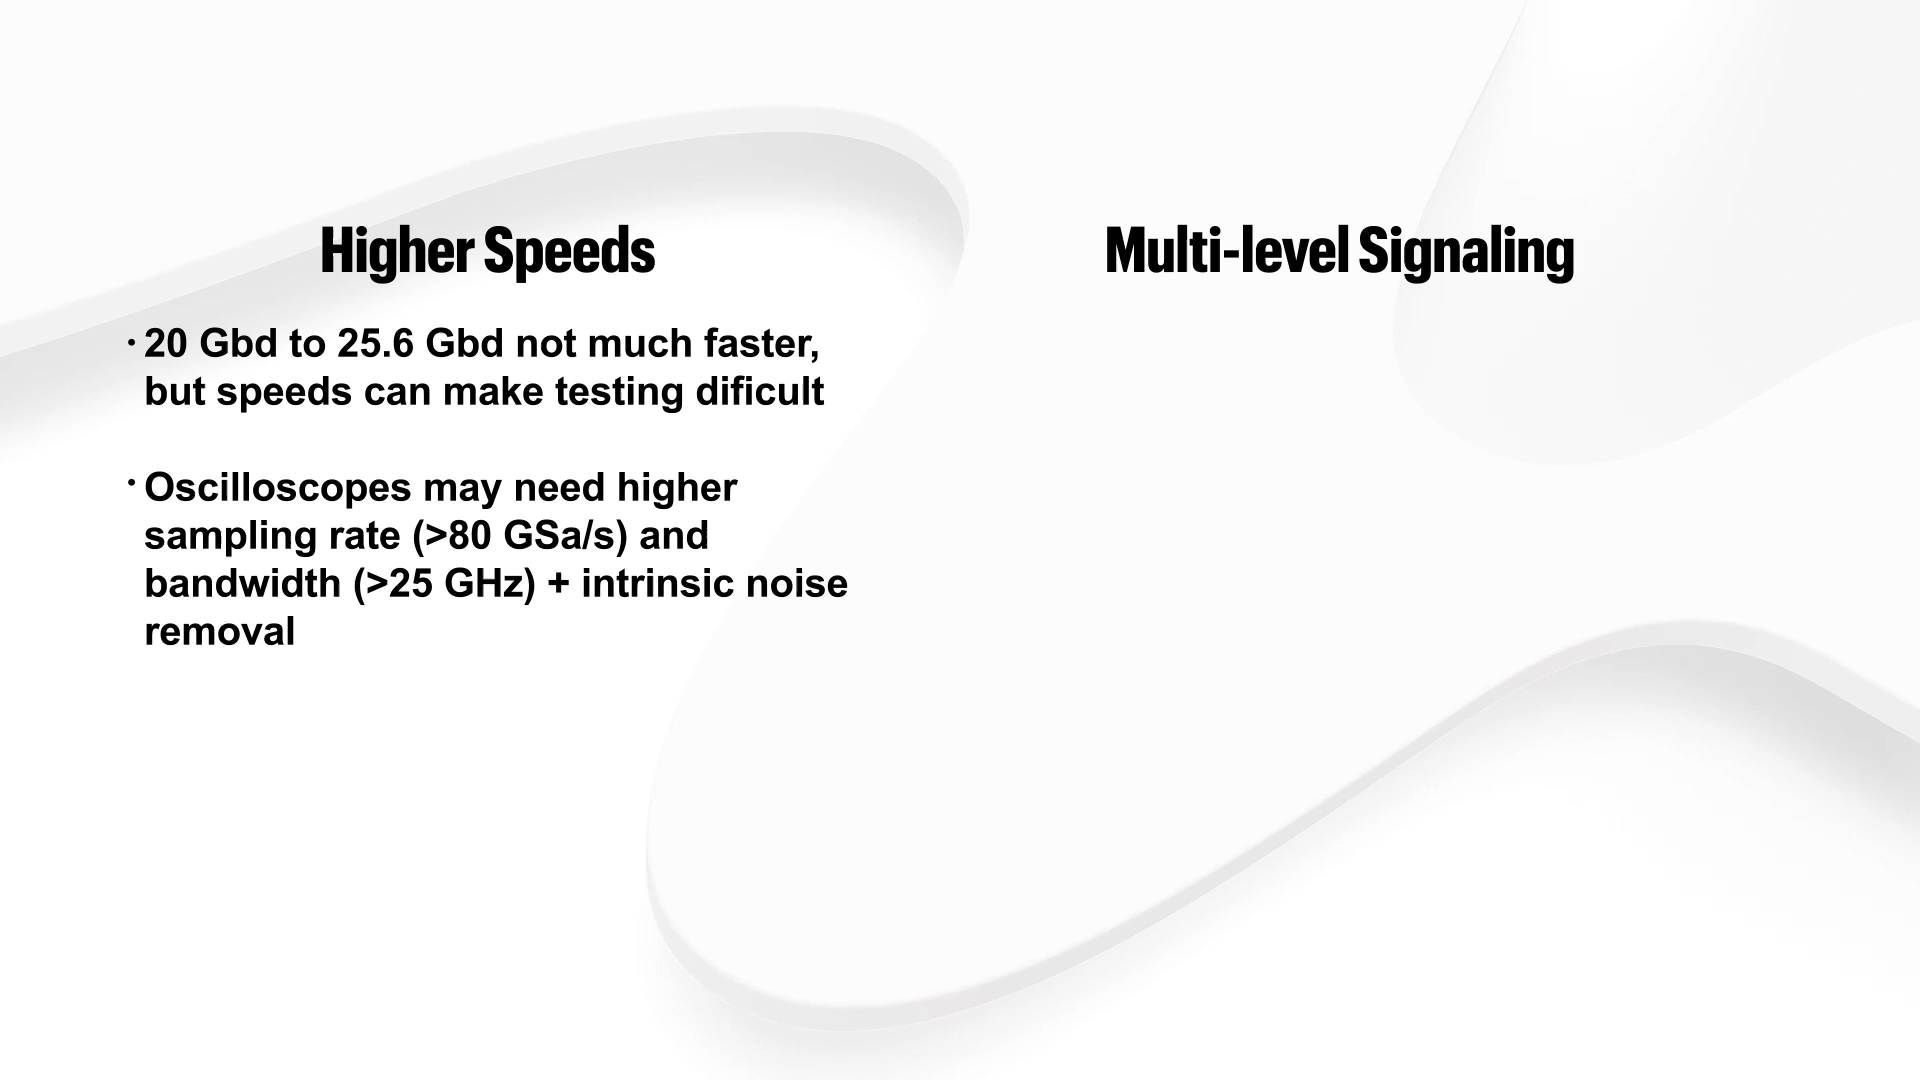 Higher Speeds
· 20 Gbd to 25.6 Gbd not much faster,
but speeds can make testing dificult
· Oscilloscopes may need higher
sampling rate (>80 GSa/s) and
bandwidth (>25 GHz) + intrinsic noise
removal
Multi-level Signaling